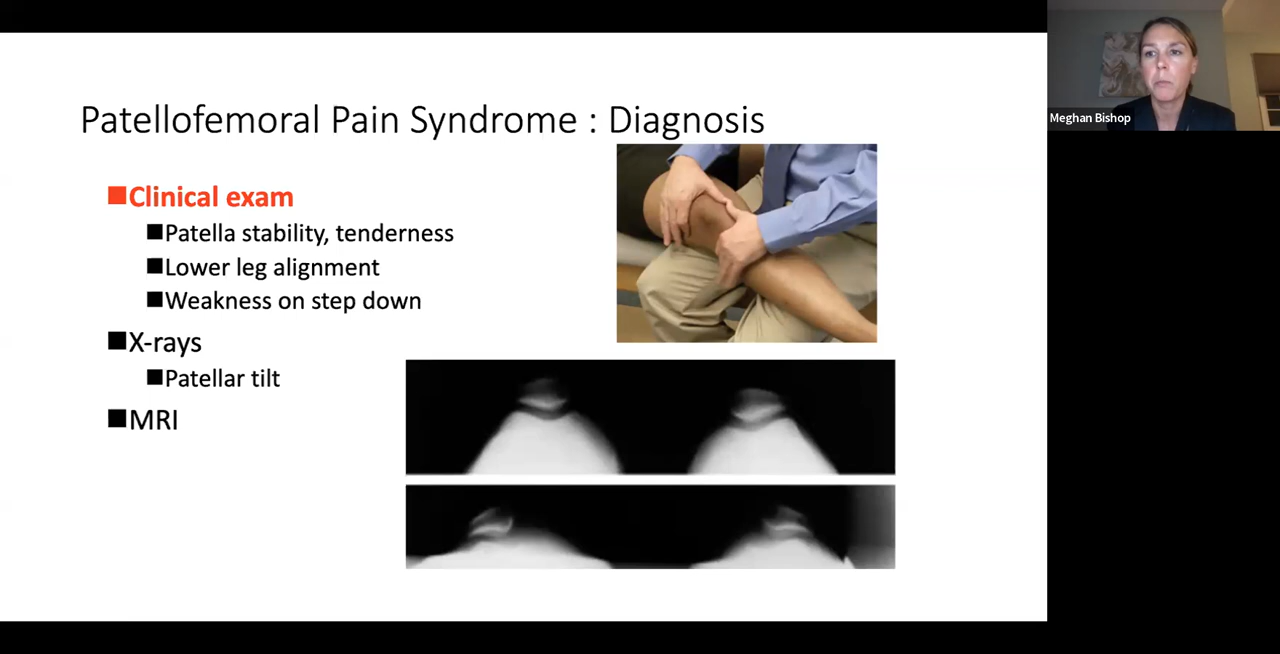 Patellofemoral Pain Syndrome : Diagnosis
Clinical exam
Patella stability, tenderness
Lower leg alignment
Weakness on step down
X-rays
Patellar tilt
MRI
Meghan Bishop